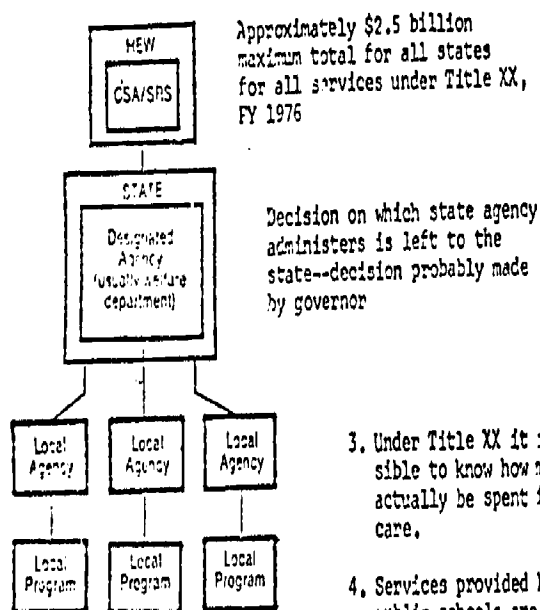 HEW
CSA/SRS
Approximately $2.5 billion
maximum total for all states
for all services under Title XX,
FY 1976
STATE
Designated
Agency
(usually welfare
department)
Decision on which state agency
administers is left to the
state--decision probably made
by governor
Local
Agency
Local
Agency
Local
Agency
Local
Program
Local
Program
Local
Program
3. Under Title XX it
sible to know how
actually be spent
care.
4. Services provided
public schools are